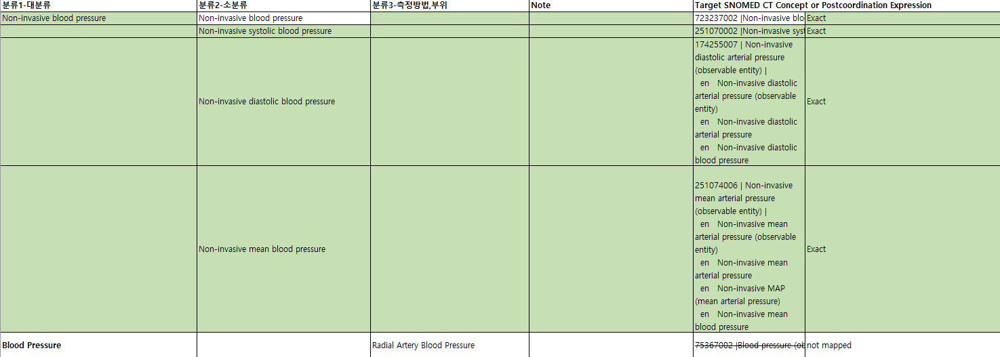 분류1-대분류 분류2-소분류 분류3-측정방법,부위 Note Target SNOMED CT Concept or Postcoordination Expression
Non-invasive blood pressure Non-invasive blood pressure 723237002 |Non-invasive blo Exact
Non-invasive systolic blood pressure 251070002 |Non-invasive syst Exact
174255007 | Non-invasive
diastolic arterial pressure
(observable entity) |
en Non-invasive diastolic
arterial pressure (observable
Non-invasive diastolic blood pressure entity) Exact
en Non-invasive diastolic
arterial pressure
en Non-invasive diastolic
blood pressure
251074006 | Non-invasive
mean arterial pressure
(observable entity) |
en Non-invasive mean
arterial pressure (observable
Non-invasive mean blood pressure entity) Exact
en Non-invasive mean
arterial pressure
en Non-invasive MAP
(mean arterial pressure)
en Non-invasive mean
blood pressure
Blood Pressure Radial Artery Blood Pressure 75367002 |Blood pressure (ob not mapped